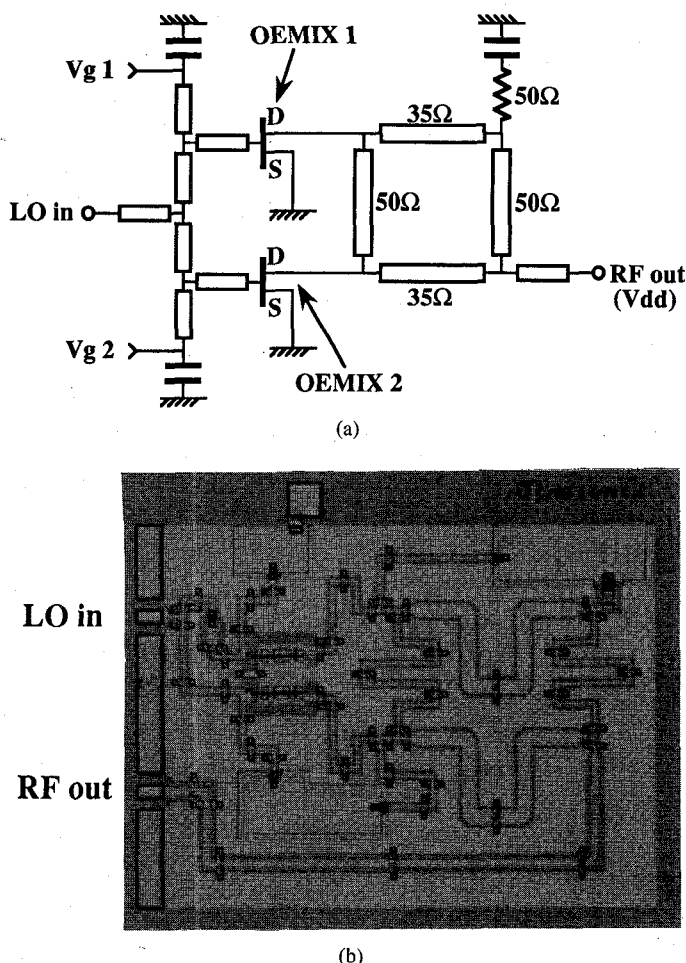 OEMIX 1
Vg 1
D
50Ω
35Ω
S
LO in
50Ω
50Ω
D
RF out
(Vdd)
S
35Ω
Vg 2
OEMIX 2
(a)
LO in
RF out
(b)